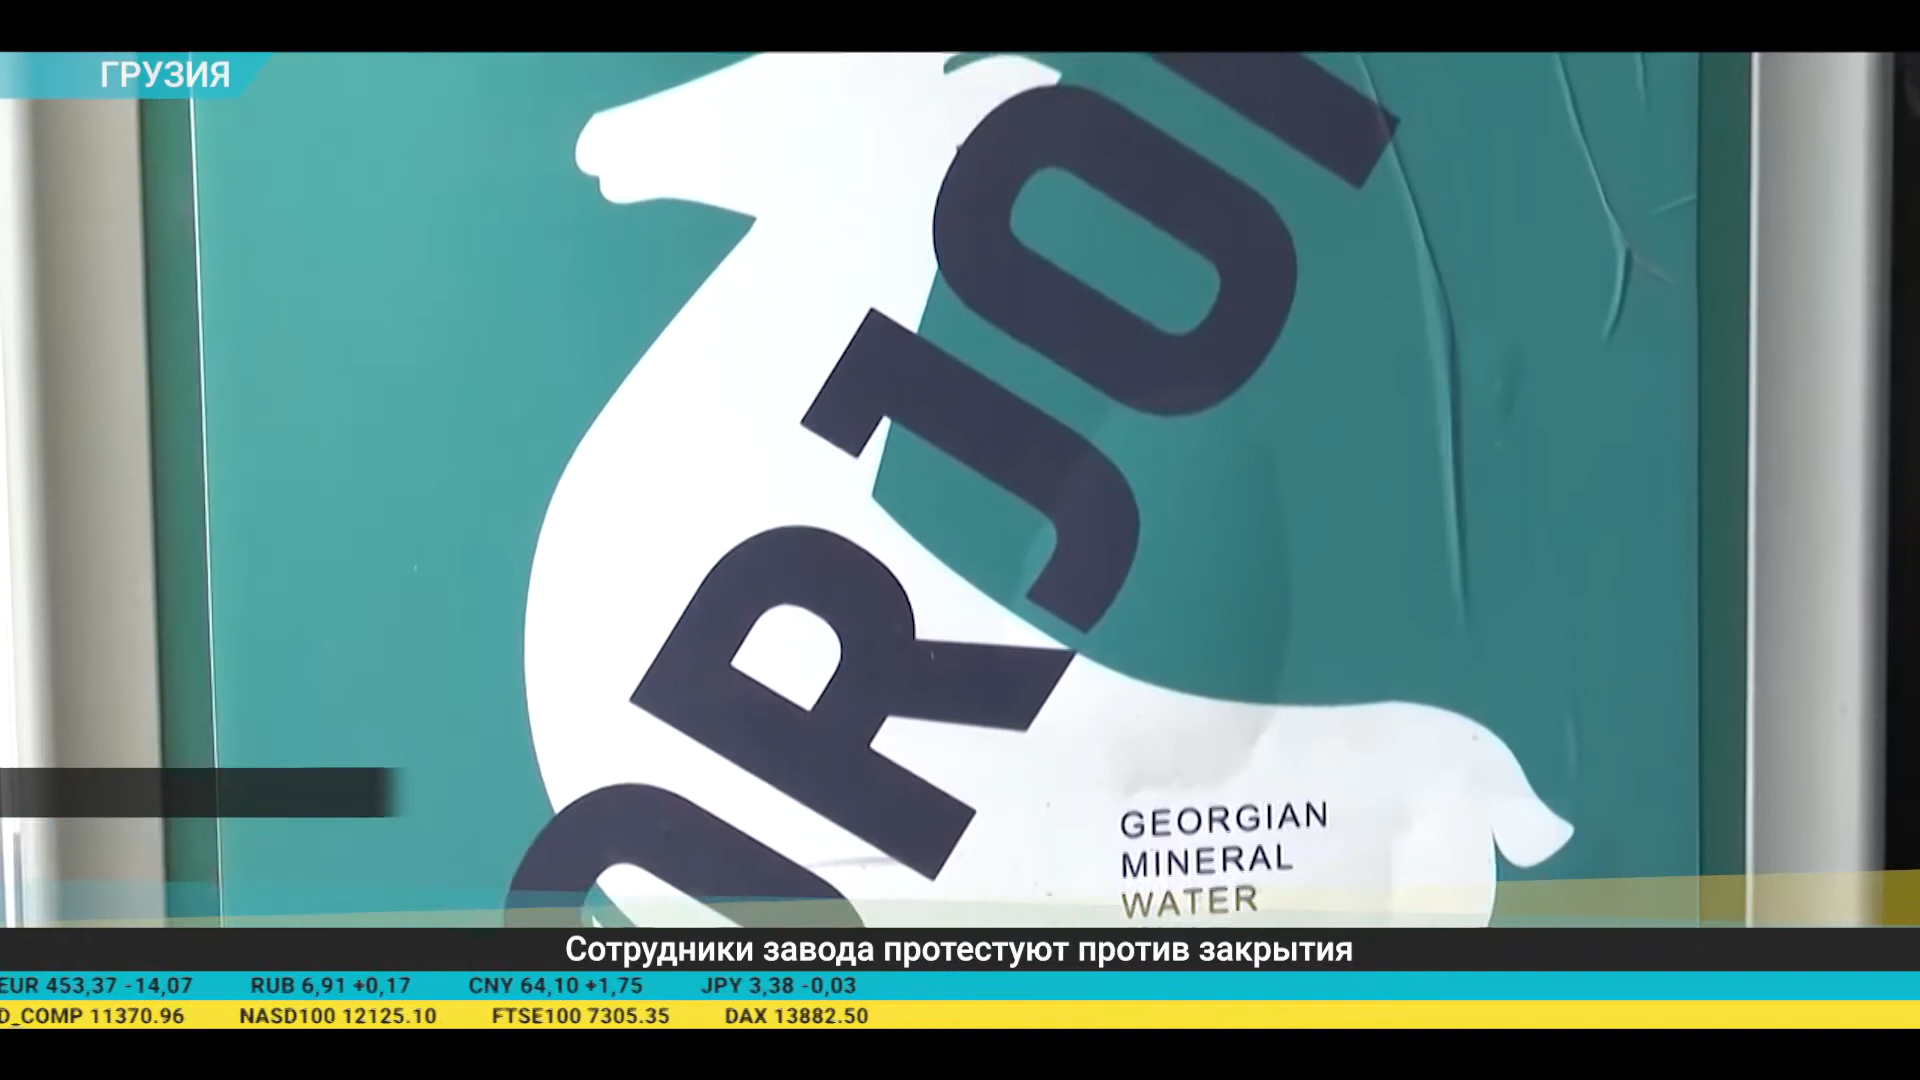 ГРУЗИЯ
ORJO
GEORGIAN
MINERAL
WATER
Сотрудники завода протестуют против закрытия
EUR 453,37 -14,07 RUB 6,91 +0,17 CNY 64,10 +1,75 JPY 3,38 -0,03
D_COMP 11370.96 NASD100 12125.10 FTSE100 7305.35 DAX 13882.50